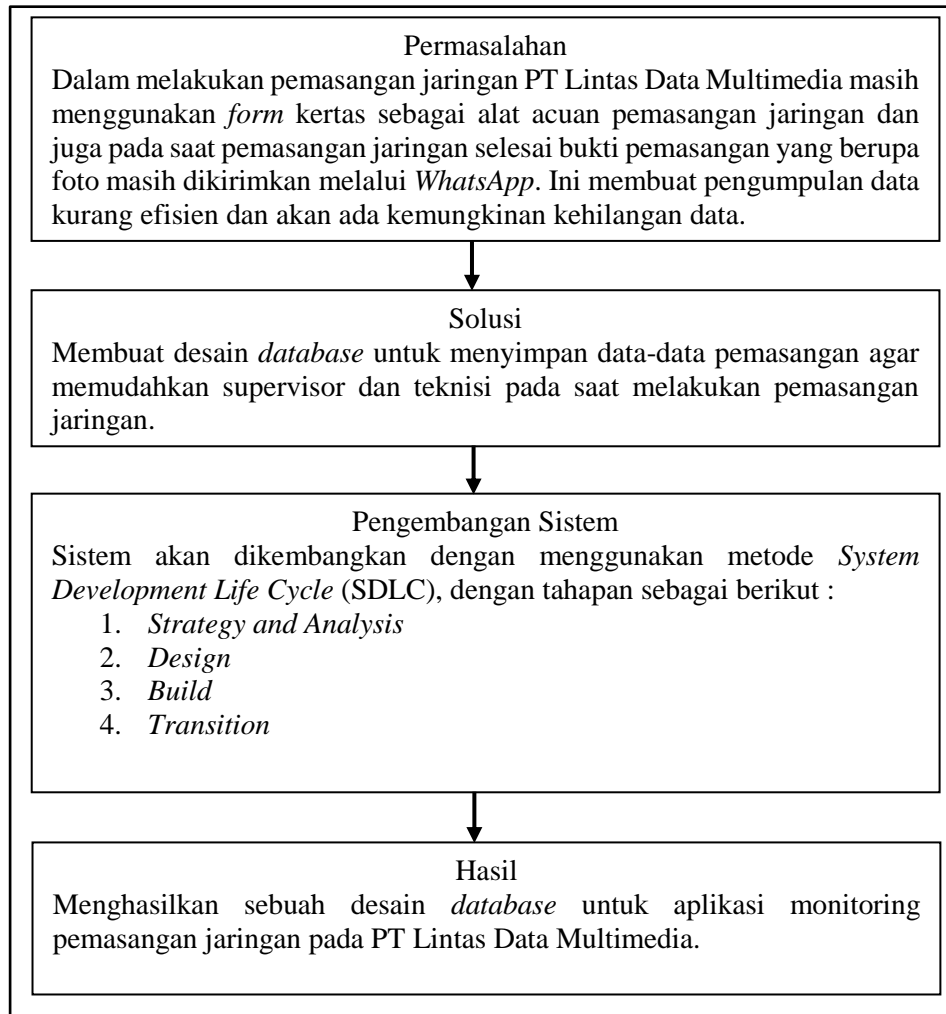 Permasalahan
Dalam melakukan pemasangan jaringan PT Lintas Data Multimedia masih
menggunakan form kertas sebagai alat acuan pemasangan jaringan dan
juga pada saat pemasangan jaringan selesai bukti pemasangan yang berupa
foto masih dikirimkan melalui WhatsApp. Ini membuat pengumpulan data
kurang efisien dan akan ada kemungkinan kehilangan data.
Solusi
Membuat desain database untuk menyimpan data-data pemasangan agar
memudahkan supervisor dan teknisi pada saat melakukan pemasangan
jaringan.
Pengembangan Sistem
Sistem akan dikembangkan dengan menggunakan metode System
Development Life Cycle (SDLC), dengan tahapan sebagai berikut :
1. Strategy and Analysis
2. Design
3. Build
4. Transition
Hasil
Menghasilkan sebuah desain database untuk aplikasi monitoring
pemasangan jaringan pada PT Lintas Data Multimedia.